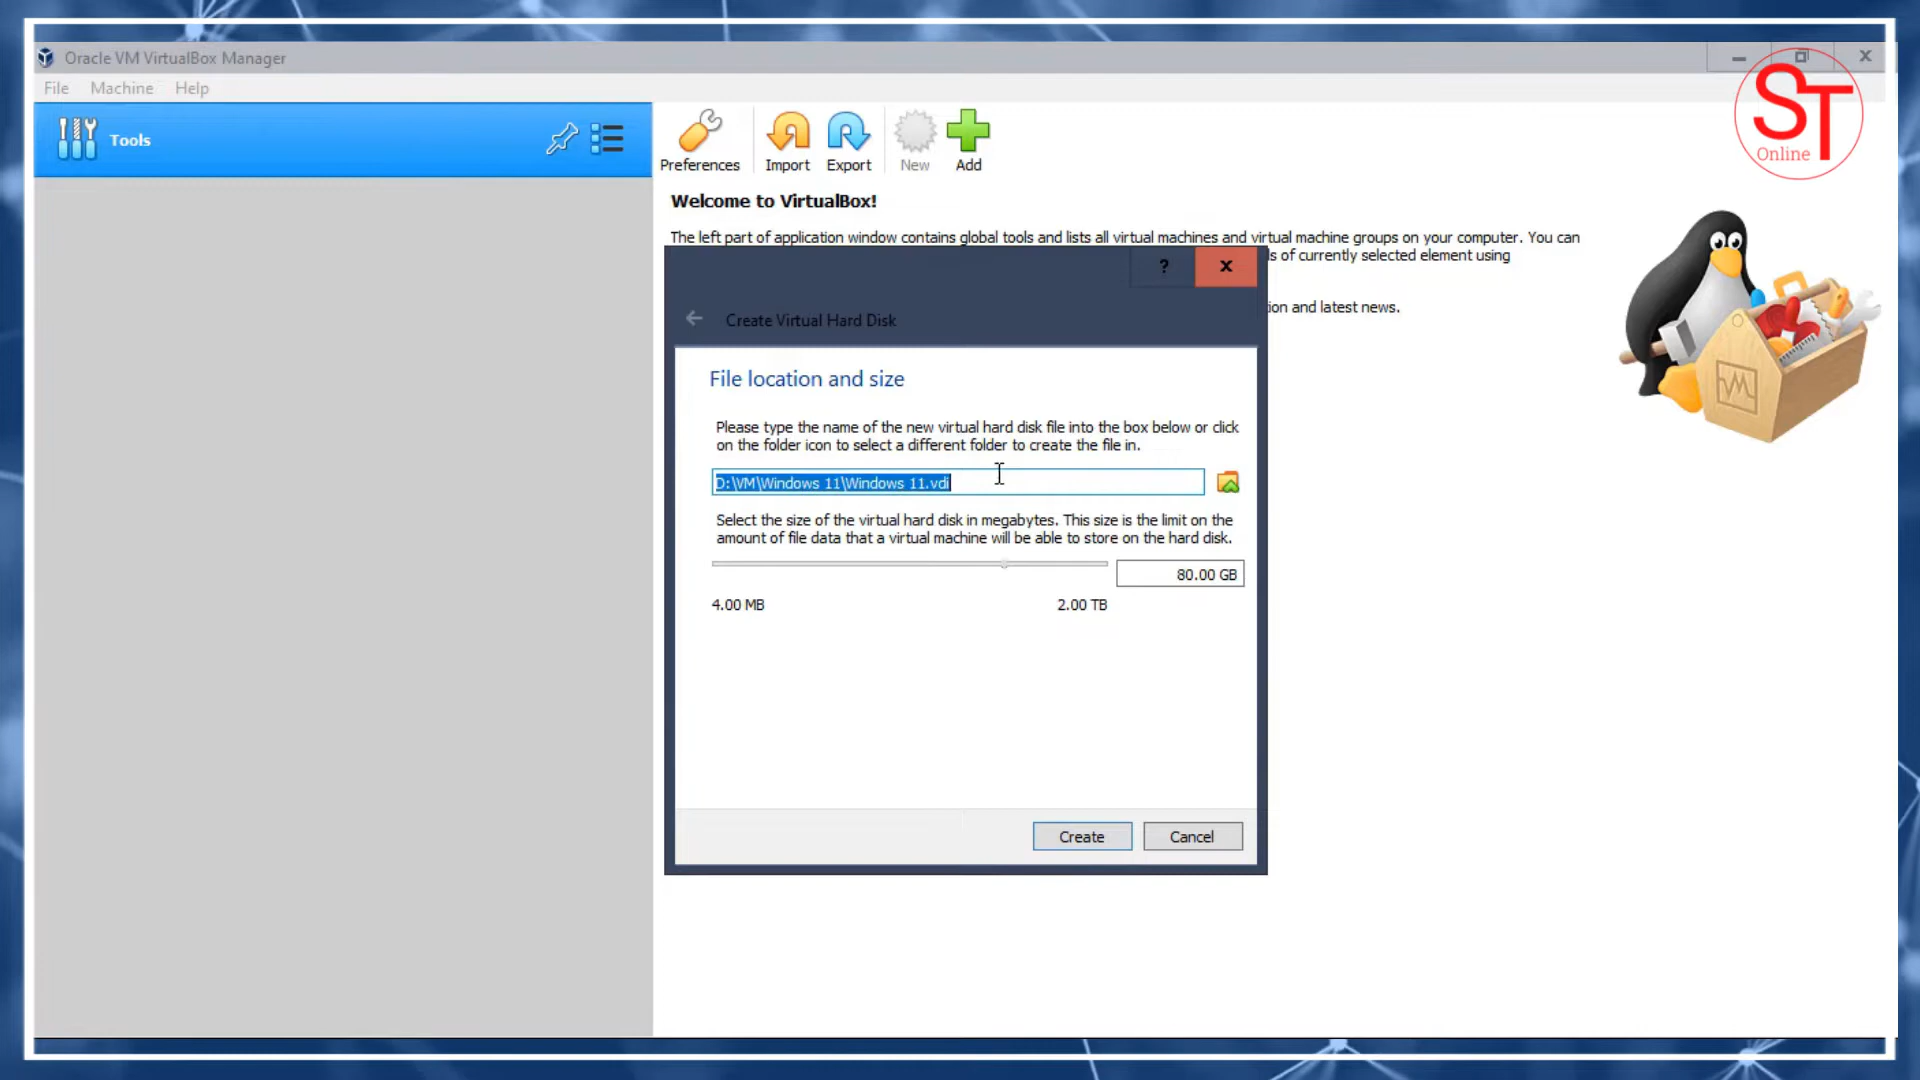 Oracle VM VirtualBox Manager
File Machine Help
Tools
Preferences Import Export New Add
ST
Online
Welcome to VirtualBox!
The left part of application window contains global tools and lists all virtual machines and virtual machine groups on your computer. You can
s of currently selected element using
ion and latest news.
?
Create Virtual Hard Disk
File location and size
Please type the name of the new virtual hard disk file into the box below or click
on the folder icon to select a different folder to create the file in.
D:\VM\Windows 11\Windows 11.vdi
Select the size of the virtual hard disk in megabytes. This size is the limit on the
amount of file data that a virtual machine will be able to store on the hard disk.
80.00 GB
4.00 MB 2.00 TB
Create Cancel